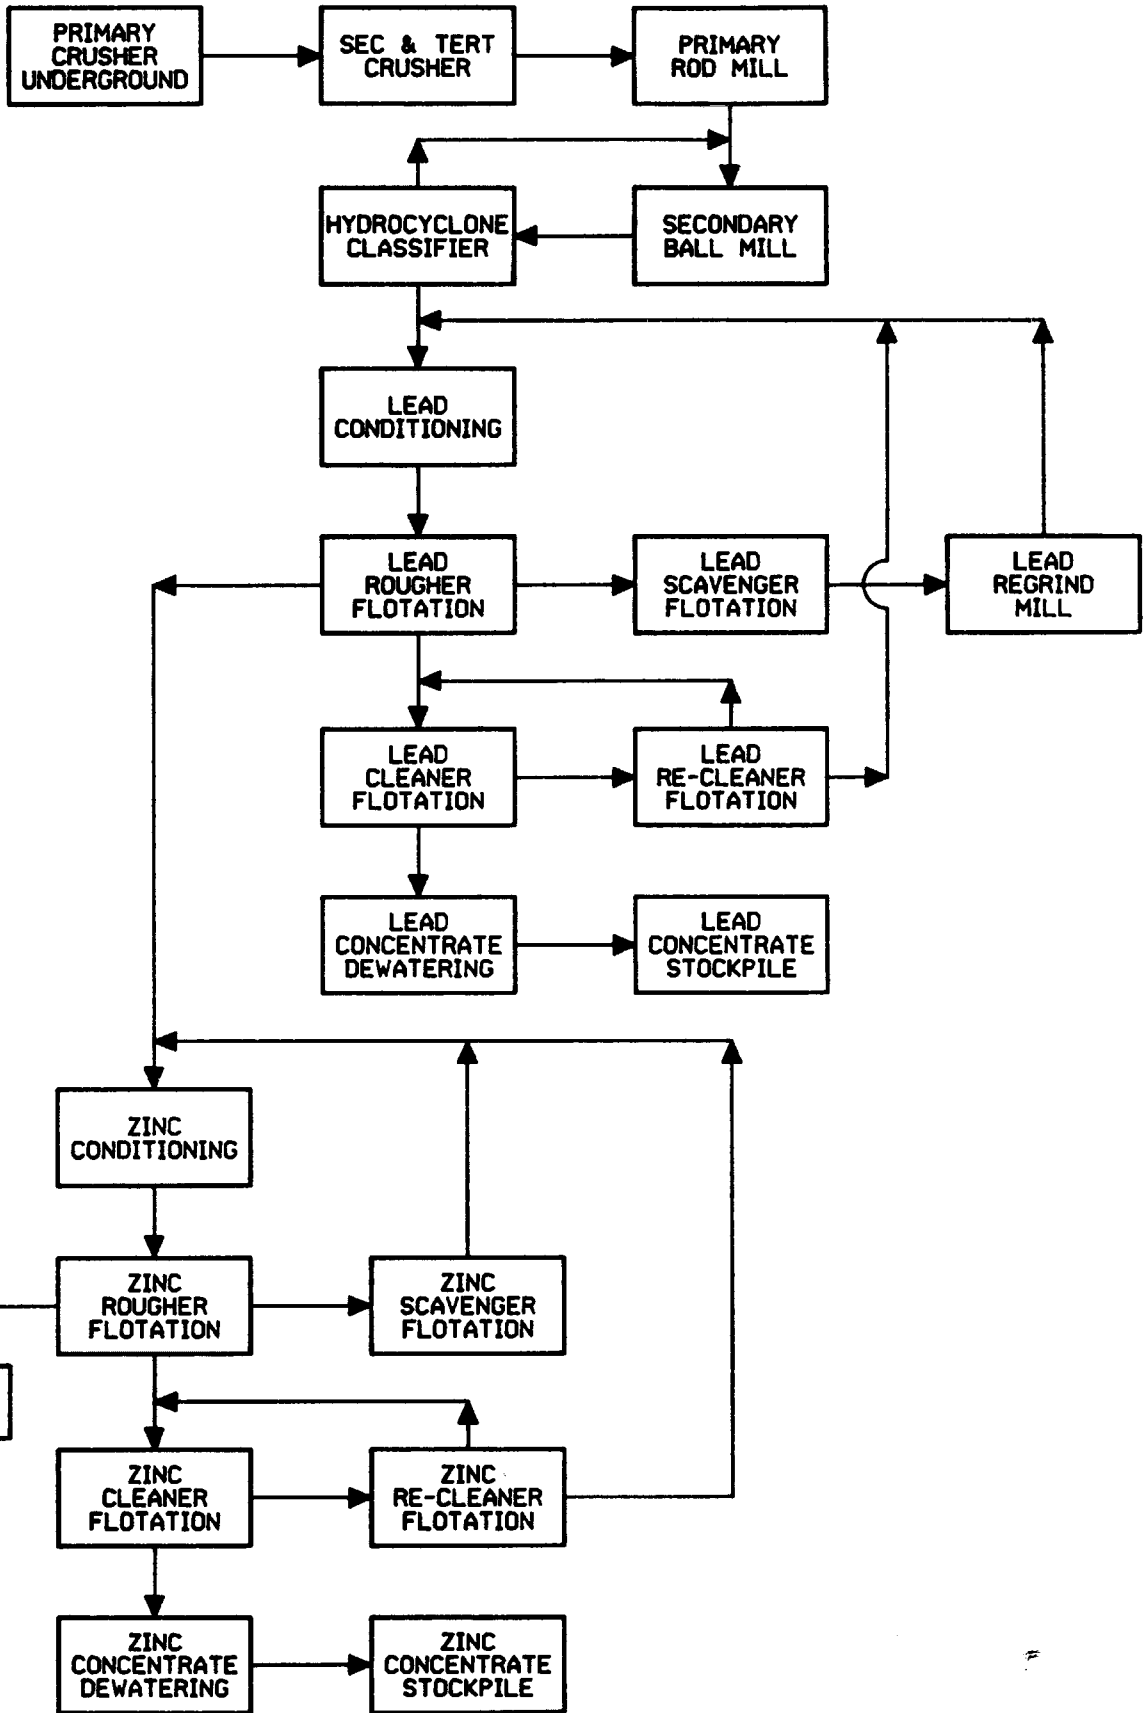 PRIMARY
CRUSHER
UNDERGROUND
SEC & TERT
CRUSHER
PRIMARY
ROD MILL
HYDROCYCLONE
CLASSIFIER
SECONDARY
BALL MILL
LEAD
CONDITIONING
LEAD
ROUGHER
FLOTATION
LEAD
SCAVENGER
FLOTATION
LEAD
REGRIND
MILL
LEAD
CLEANER
FLOTATION
LEAD
RE-CLEANER
FLOTATION
LEAD
CONCENTRATE
DEWATERING
LEAD
CONCENTRATE
STOCKPILE
ZINC
CONDITIONING
ZINC
ROUGHER
FLOTATION
ZINC
SCAVENGER
FLOTATION
ZINC
CLEANER
FLOTATION
ZINC
RE-CLEANER
FLOTATION
ZINC
CONCENTRATE
DEWATERING
ZINC
CONCENTRATE
STOCKPILE